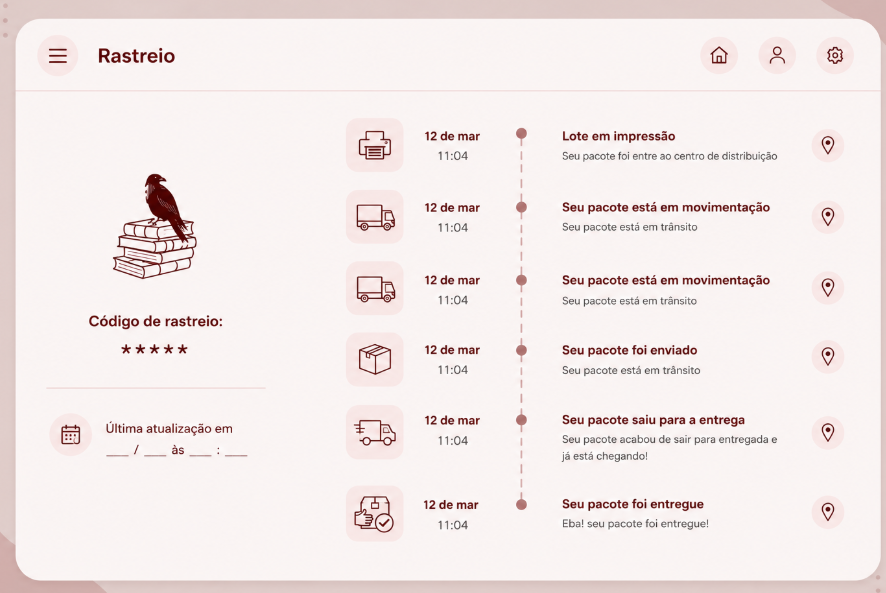 Rastreio
Código de rastreio:
*****
Última atualização em
___ / ___ às ___ : ___
12 de mar
11:04
Lote em impressão
Seu pacote foi entre ao centro de distribuição
12 de mar
11:04
Seu pacote está em movimentação
Seu pacote está em trânsito
12 de mar
11:04
Seu pacote está em movimentação
Seu pacote está em trânsito
12 de mar
11:04
Seu pacote foi enviado
Seu pacote está em trânsito
12 de mar
11:04
Seu pacote saiu para a entrega
Seu pacote acabou de sair para entregada e
já está chegando!
12 de mar
11:04
Seu pacote foi entregue
Eba! seu pacote foi entregue!